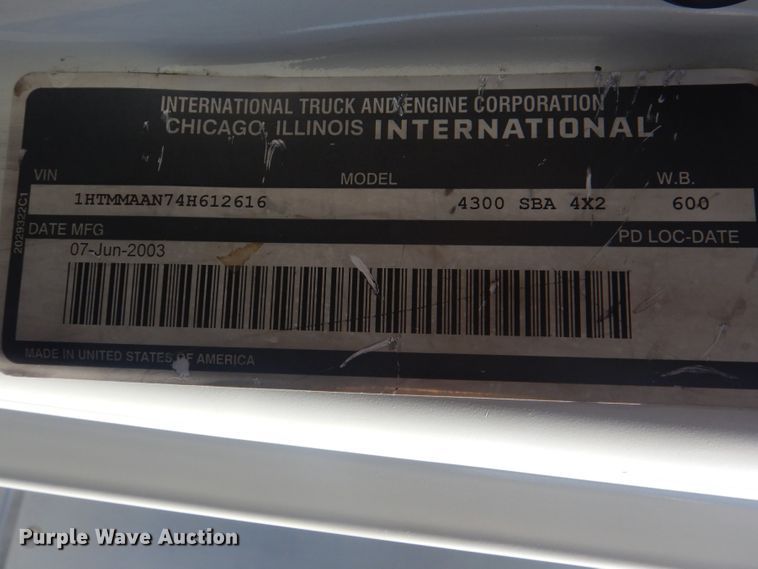 INTERNATIONAL TRUCK AND ENGINE CORPORATION
CHICAGO, ILLINOIS INTERNATIONAL
VIN MODEL W.B.
1HTMMAAN74H612616 4300 SBA 4X2 600
DATE MFG PD LOC-DATE
07-Jun-2003
MADE IN UNITED STATES OF AMERICA
2029322C1
Purple Wave Auction